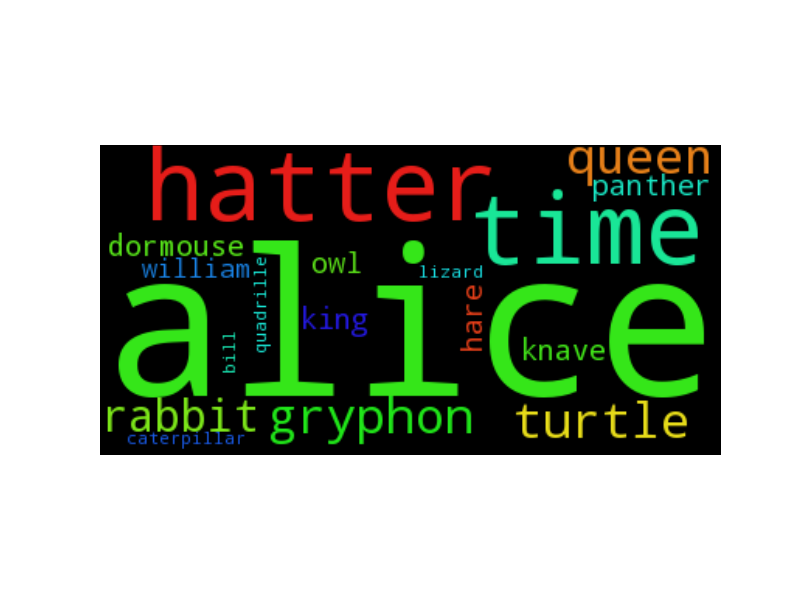 hatter
queen
panther
time
dormouse
william
owl
lizard
quadrille
alice
king
hare
bill
knave
rabbit
gryphon
turtle
caterpillar